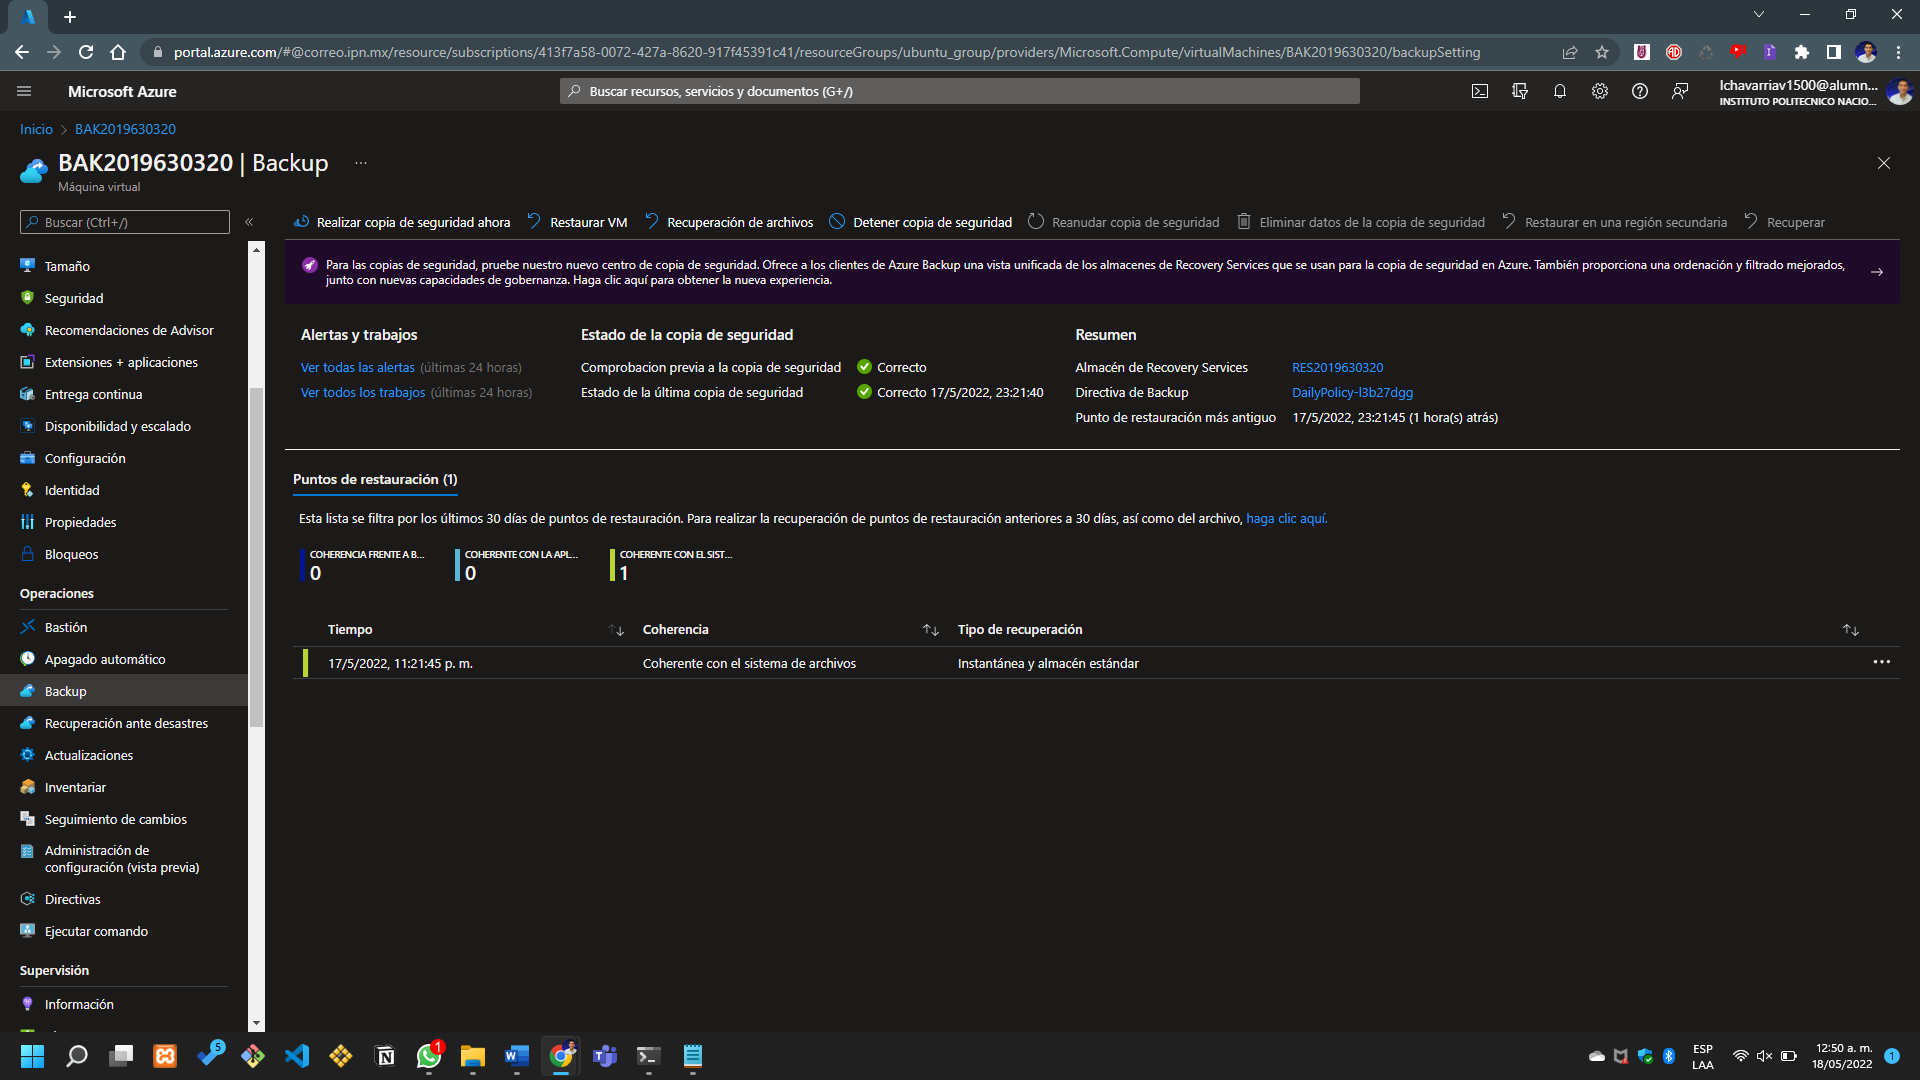 portal.azure.com/#@correo.ipn.mx/resource/subscriptions/413f7a58-0072-427a-8620-917f45391c41/resourceGroups/ubuntu_group/providers/Microsoft.Compute/virtualMachines/BAK2019630320/backupSetting
Microsoft Azure
Buscar recursos, servicios y documentos (G+/)
lchavarriav1500@alumn...
INSTITUTO POLITECNICO NACIO...
Inicio > BAK2019630320
BAK2019630320 | Backup ...
Máquina virtual
Buscar (Ctrl+/)
«
Tamaño
Seguridad
Recomendaciones de Advisor
Extensiones + aplicaciones
Entrega continua
Disponibilidad y escalado
Configuración
Identidad
Propiedades
Bloqueos
Operaciones
Bastión
Apagado automático
Backup
Recuperación ante desastres
Actualizaciones
Inventariar
Seguimiento de cambios
Administración de
configuración (vista previa)
Directivas
Ejecutar comando
Supervisión
Información
Realizar copia de seguridad ahora Restaurar VM Recuperación de archivos Detener copia de seguridad Reanudar copia de seguridad Eliminar datos de la copia de seguridad Restaurar en una región secundaria Recuperar
Para las copias de seguridad, pruebe nuestro nuevo centro de copia de seguridad. Ofrece a los clientes de Azure Backup una vista unificada de los almacenes de Recovery Services que se usan para la copia de seguridad en Azure. También proporciona una ordenación y filtrado mejorados,
junto con nuevas capacidades de gobernanza. Haga clic aquí para obtener la nueva experiencia.
Alertas y trabajos
Ver todas las alertas (últimas 24 horas)
Ver todos los trabajos (últimas 24 horas)
Estado de la copia de seguridad
Comprobacion previa a la copia de seguridad Correcto
Estado de la última copia de seguridad Correcto 17/5/2022, 23:21:40
Resumen
Almacén de Recovery Services RES2019630320
Directiva de Backup DailyPolicy-l3b27dgg
Punto de restauración más antiguo 17/5/2022, 23:21:45 (1 hora(s) atrás)
Puntos de restauración (1)
Esta lista se filtra por los últimos 30 días de puntos de restauración. Para realizar la recuperación de puntos de restauración anteriores a 30 días, así como del archivo, haga clic aquí.
COHERENCIA FRENTE A B...
0
COHERENTE CON LA APL...
0
COHERENTE CON EL SIST...
1
Tiempo Coherencia Tipo de recuperación
17/5/2022, 11:21:45 p. m. Coherente con el sistema de archivos Instantánea y almacén estándar
5
1
ESP
LAA
12:50 a. m.
18/05/2022
1